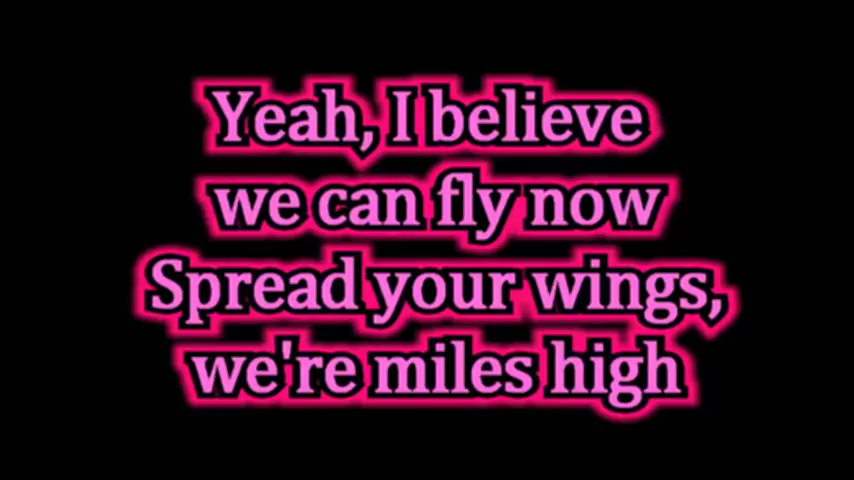 Yeah, I believe
we can fly now
Spread your wings,
we're miles high